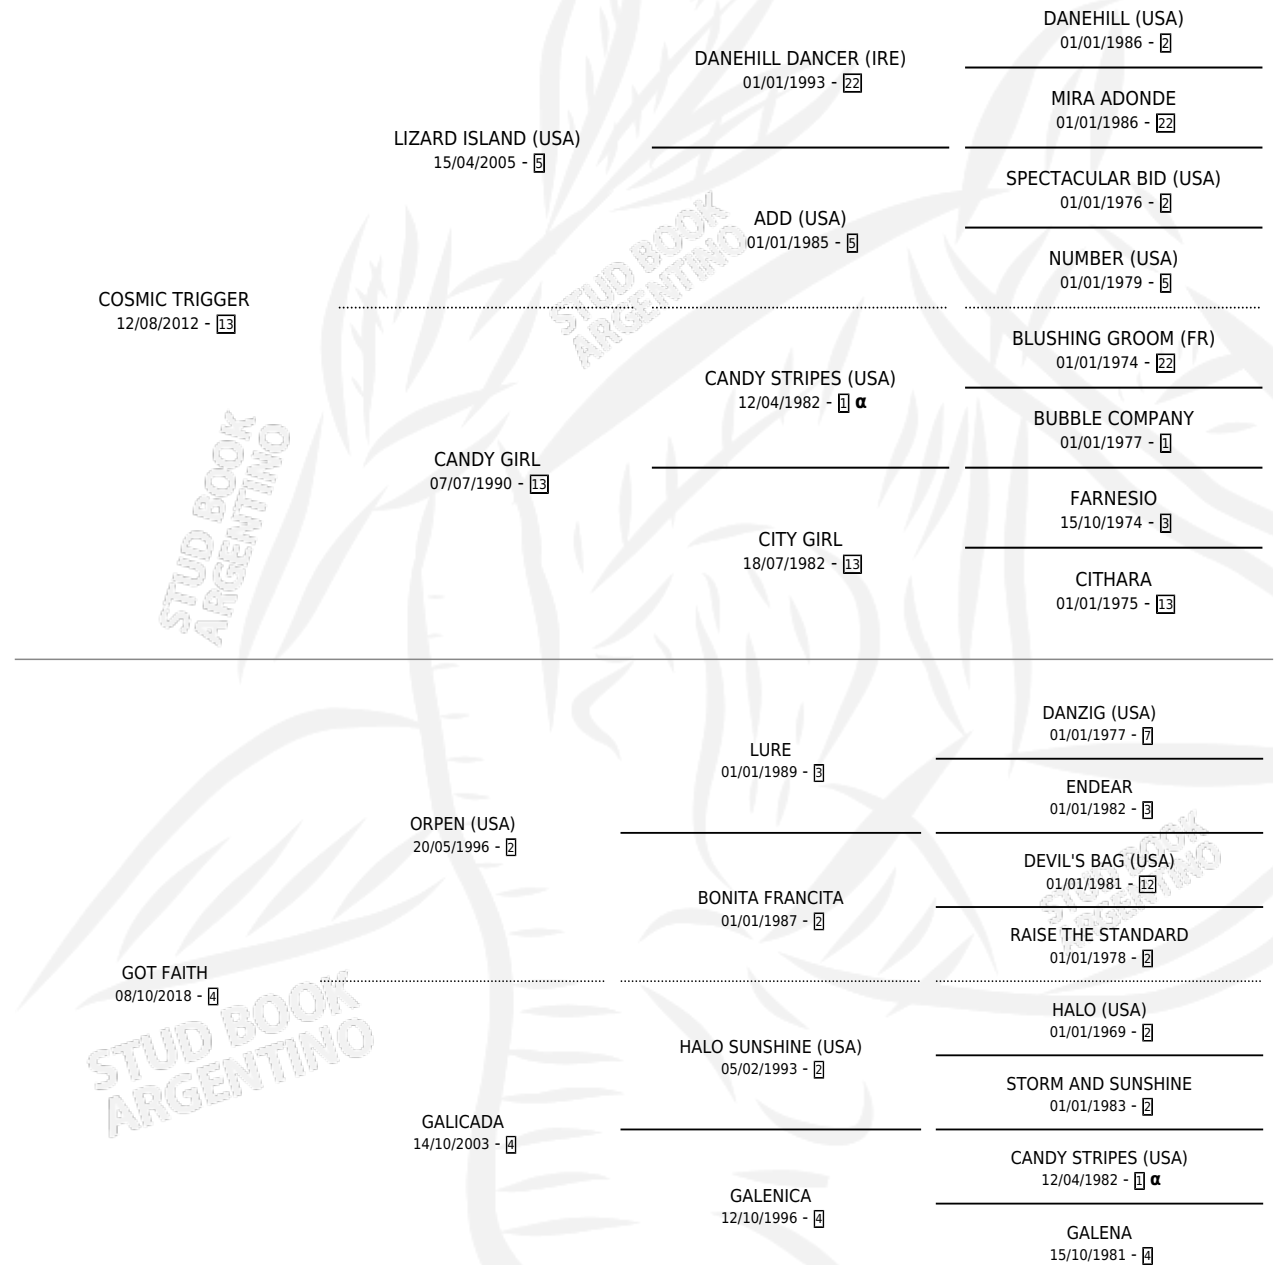 DANEHILL (USA)
01/01/1986 - 2
DANEHILL DANCER (IRE)
01/01/1993 - 22
MIRA ADONDE
01/01/1986 - 22
LIZARD ISLAND (USA)
15/04/2005 - 5
SPECTACULAR BID (USA)
01/01/1976 - 2
ADD (USA)
01/01/1985 - 5
NUMBER (USA)
01/01/1979 - 5
COSMIC TRIGGER
12/08/2012 - 13
BLUSHING GROOM (FR)
01/01/1974 - 22
CANDY STRIPES (USA)
12/04/1982 - 1 α
BUBBLE COMPANY
01/01/1977 - 1
CANDY GIRL
07/07/1990 - 13
FARNESIO
15/10/1974 - 3
CITY GIRL
18/07/1982 - 13
CITHARA
01/01/1975 - 13
STUD BOOK
ARGENTINO
STUD BOOK
ARGENTINO
DANZIG (USA)
01/01/1977 - 7
LURE
01/01/1989 - 3
ENDEAR
01/01/1982 - 3
ORPEN (USA)
20/05/1996 - 2
DEVIL'S BAG (USA)
01/01/1981 - 12
BONITA FRANCITA
01/01/1987 - 2
RAISE THE STANDARD
01/01/1978 - 2
GOT FAITH
08/10/2018 - 4
HALO (USA)
01/01/1969 - 2
HALO SUNSHINE (USA)
05/02/1993 - 2
STORM AND SUNSHINE
01/01/1983 - 2
GALICADA
14/10/2003 - 4
CANDY STRIPES (USA)
12/04/1982 - 1 α
GALENICA
12/10/1996 - 4
GALENA
15/10/1981 - 4
STUD BOOK
ARGENTINO
STUD BOOK
ARGENTINO